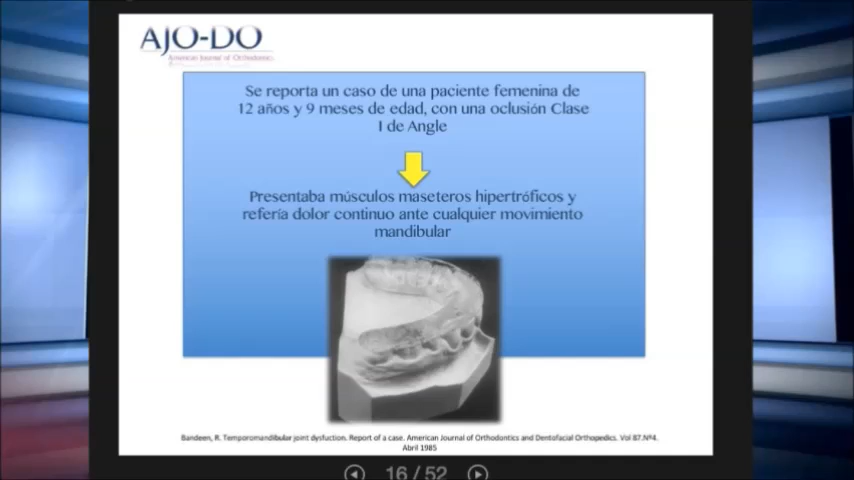 AJO-DO
American Journal of Orthodontics
Se reporta un caso de una paciente femenina de
12 años y 9 meses de edad, con una oclusión Clase
I de Angle
Presentaba músculos maseteros hipertróficos y
refería dolor continuo ante cualquier movimiento
mandibular
Bandeen, R. Temporomandibular joint dysfuction. Report of a case. American Journal of Orthodontics and Dentofacial Orthopedics. Vol 87.Nº4.
Abril 1985
16 / 52